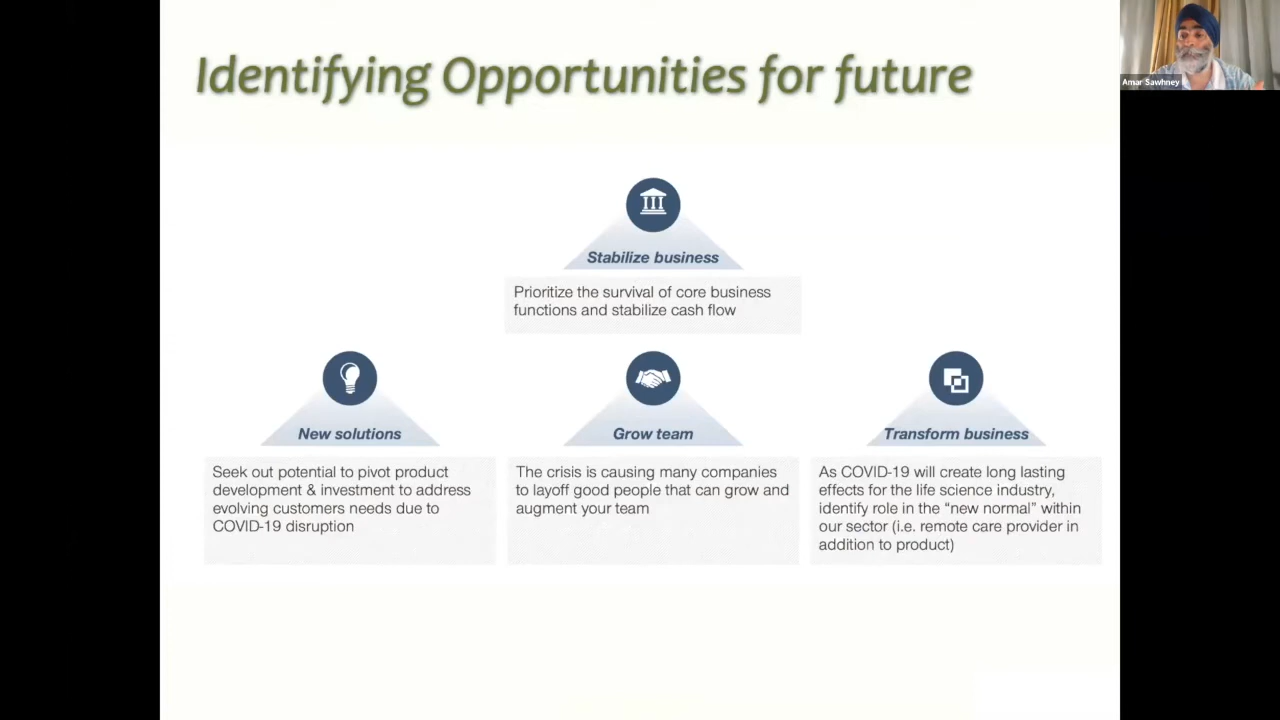 Identifying Opportunities for future
Amar Sawhney
Stabilize business
Prioritize the survival of core business
functions and stabilize cash flow
New solutions
Seek out potential to pivot product
development & investment to address
evolving customers needs due to
COVID-19 disruption
Grow team
The crisis is causing many companies
to layoff good people that can grow and
augment your team
Transform business
As COVID-19 will create long lasting
effects for the life science industry,
identify role in the “new normal” within
our sector (i.e. remote care provider in
addition to product)